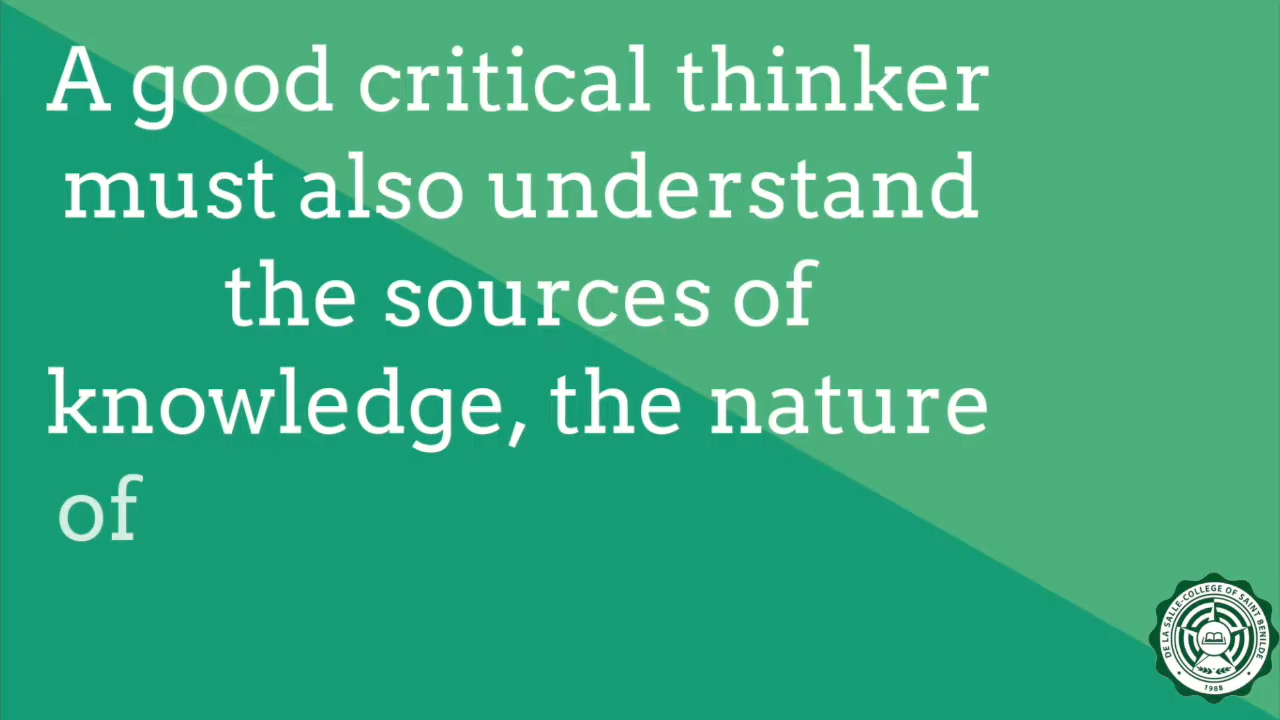 A good critical thinker
must also understand
the sources of
knowledge, the nature
of
DE LA SALLE-COLLEGE OF SAINT BENILDE
1988